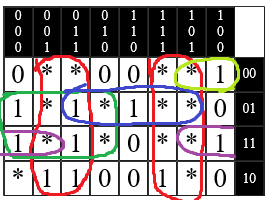 0 0 0 0 1 1 1 1
0 0 1 1 1 1 0 0
0 1 1 0 0 1 1 0
0 * * 0 0 * * 1 00
1 * 1 * 1 * * 0 01
1 * 1 * 0 * * 1 11
* 1 1 0 0 1 * 0 10